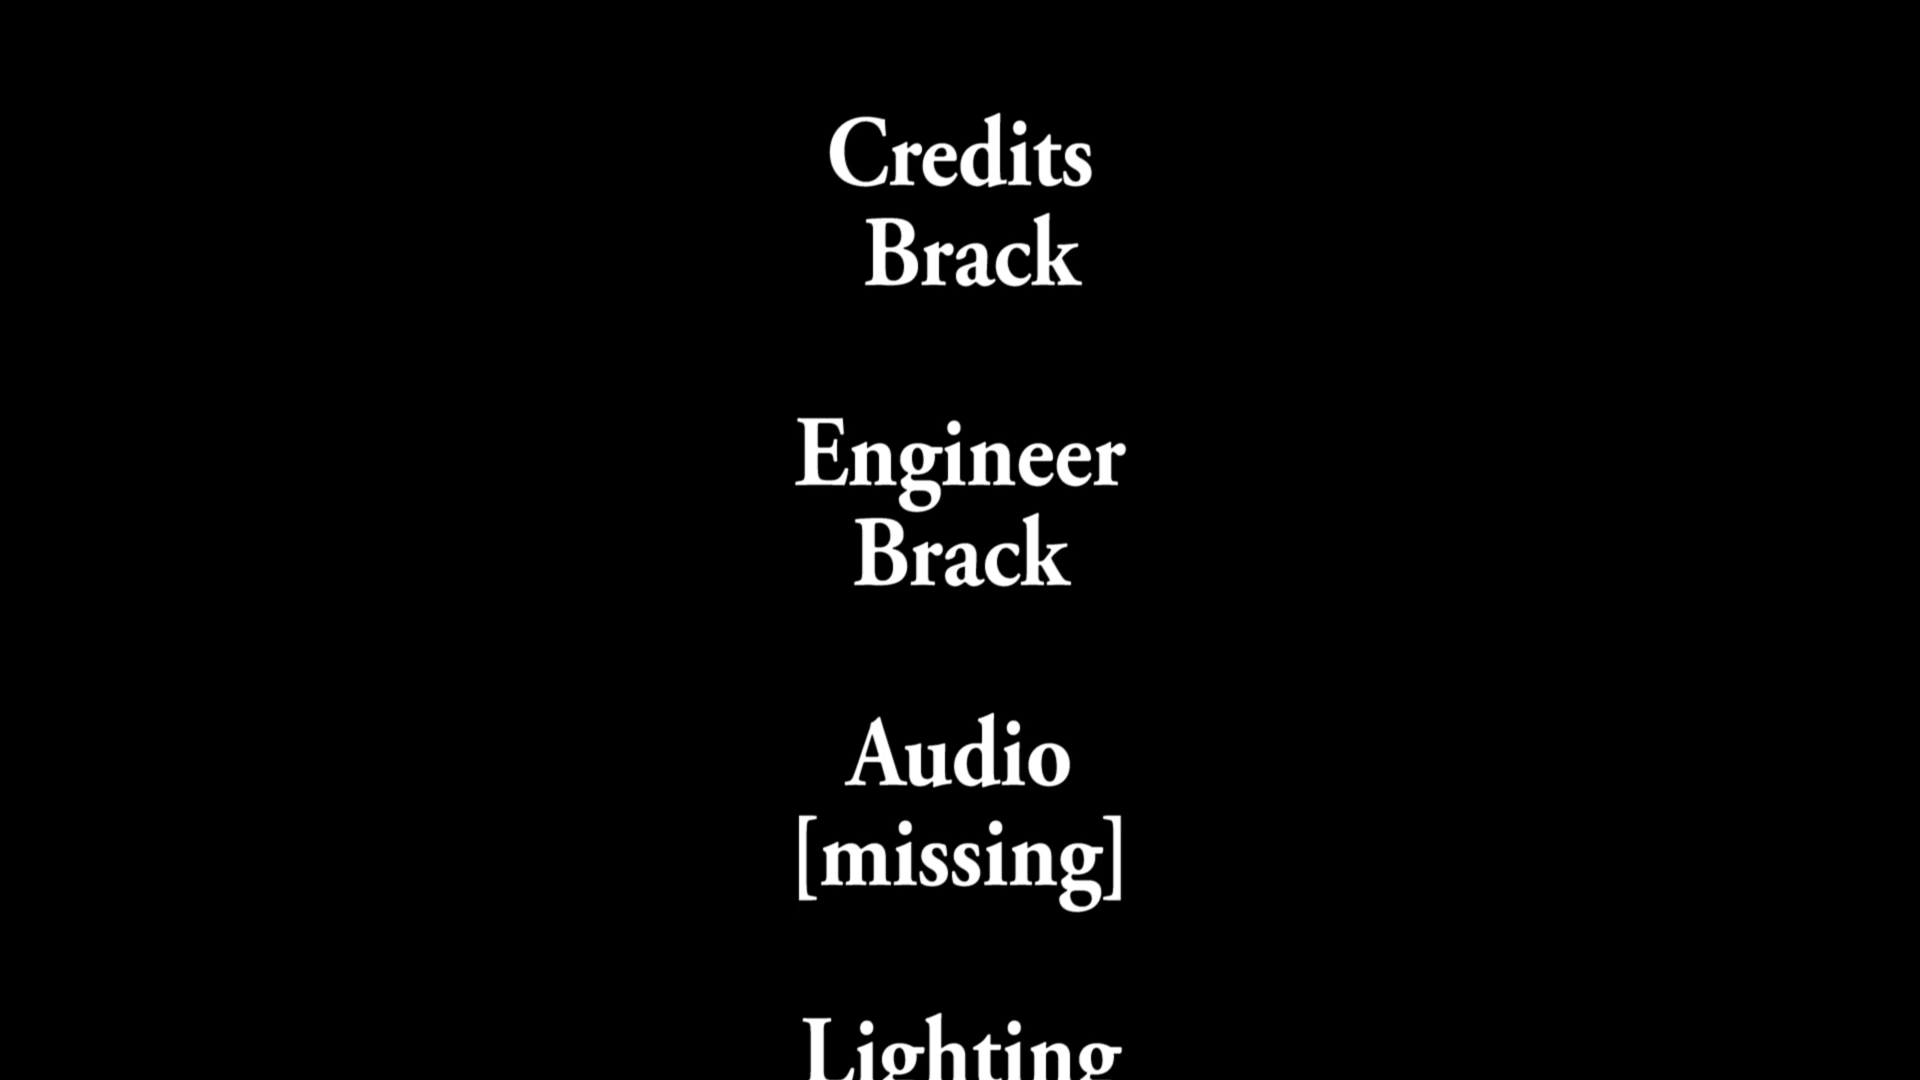 Credits
Brack
Engineer
Brack
Audio
[missing]
Lighting